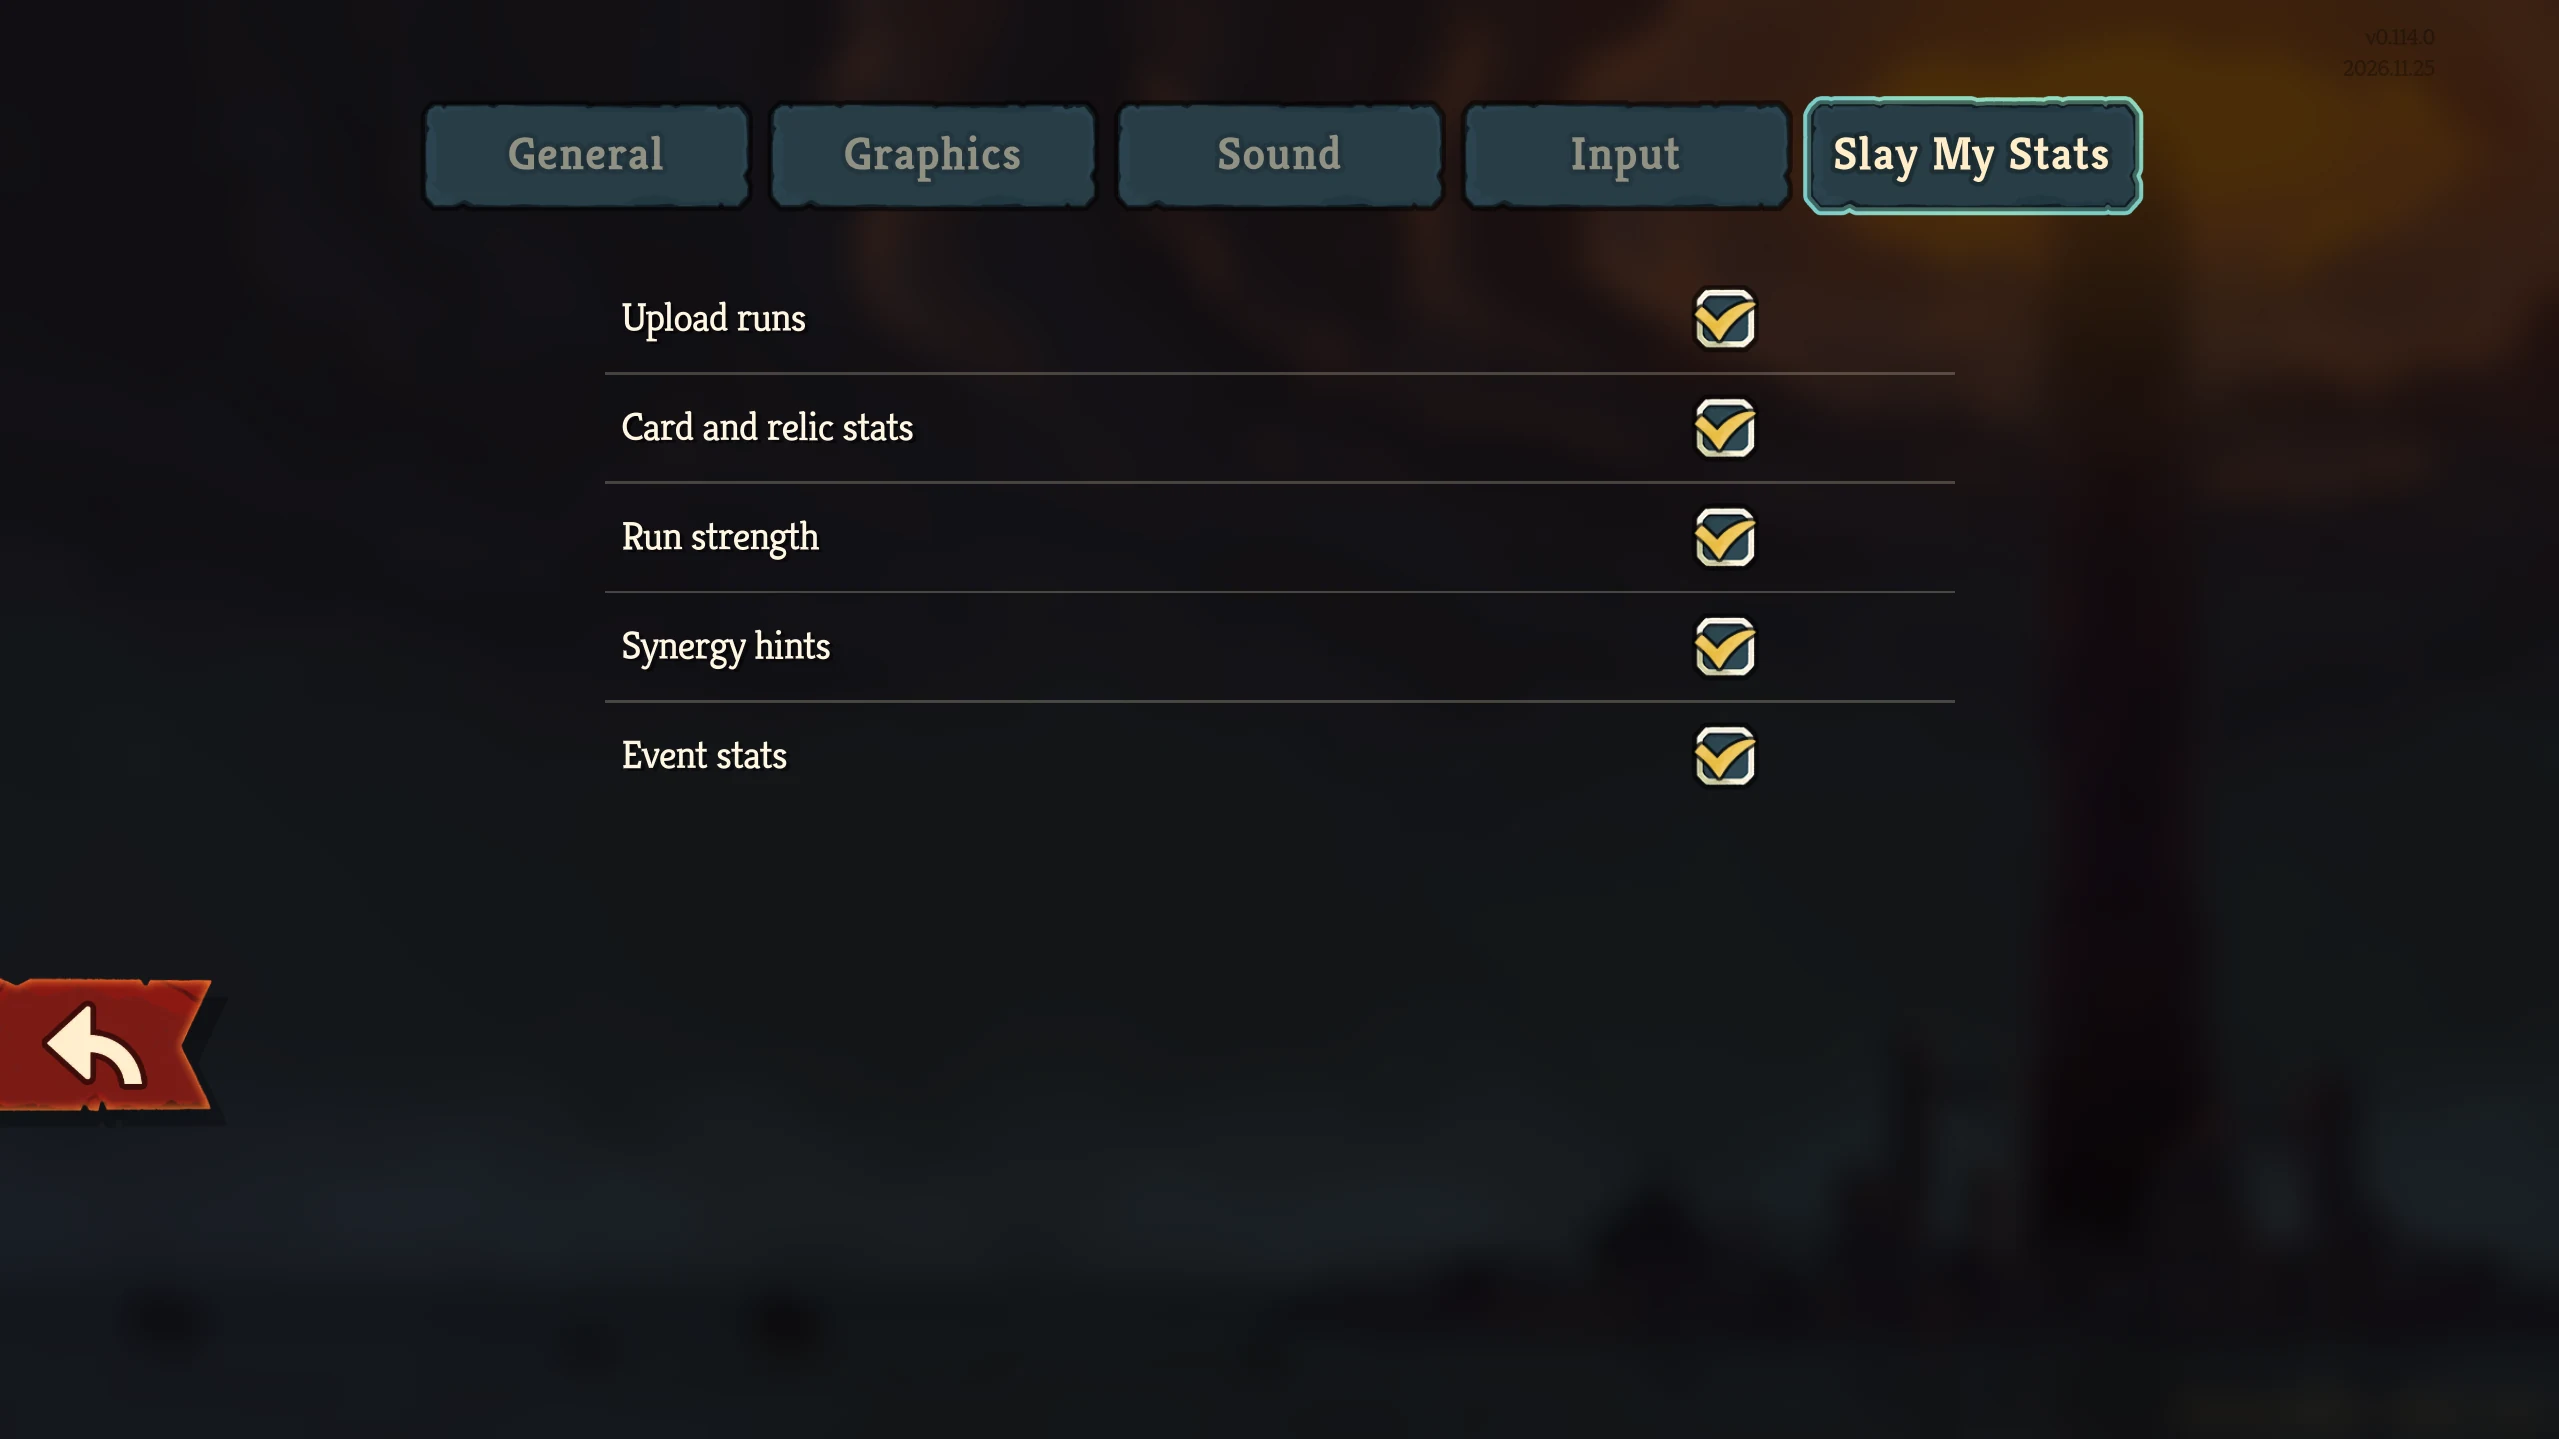 v0.114.0
2026.11.25
General
Graphics
Sound
Input
Slay My Stats
Upload runs
Card and relic stats
Run strength
Synergy hints
Event stats